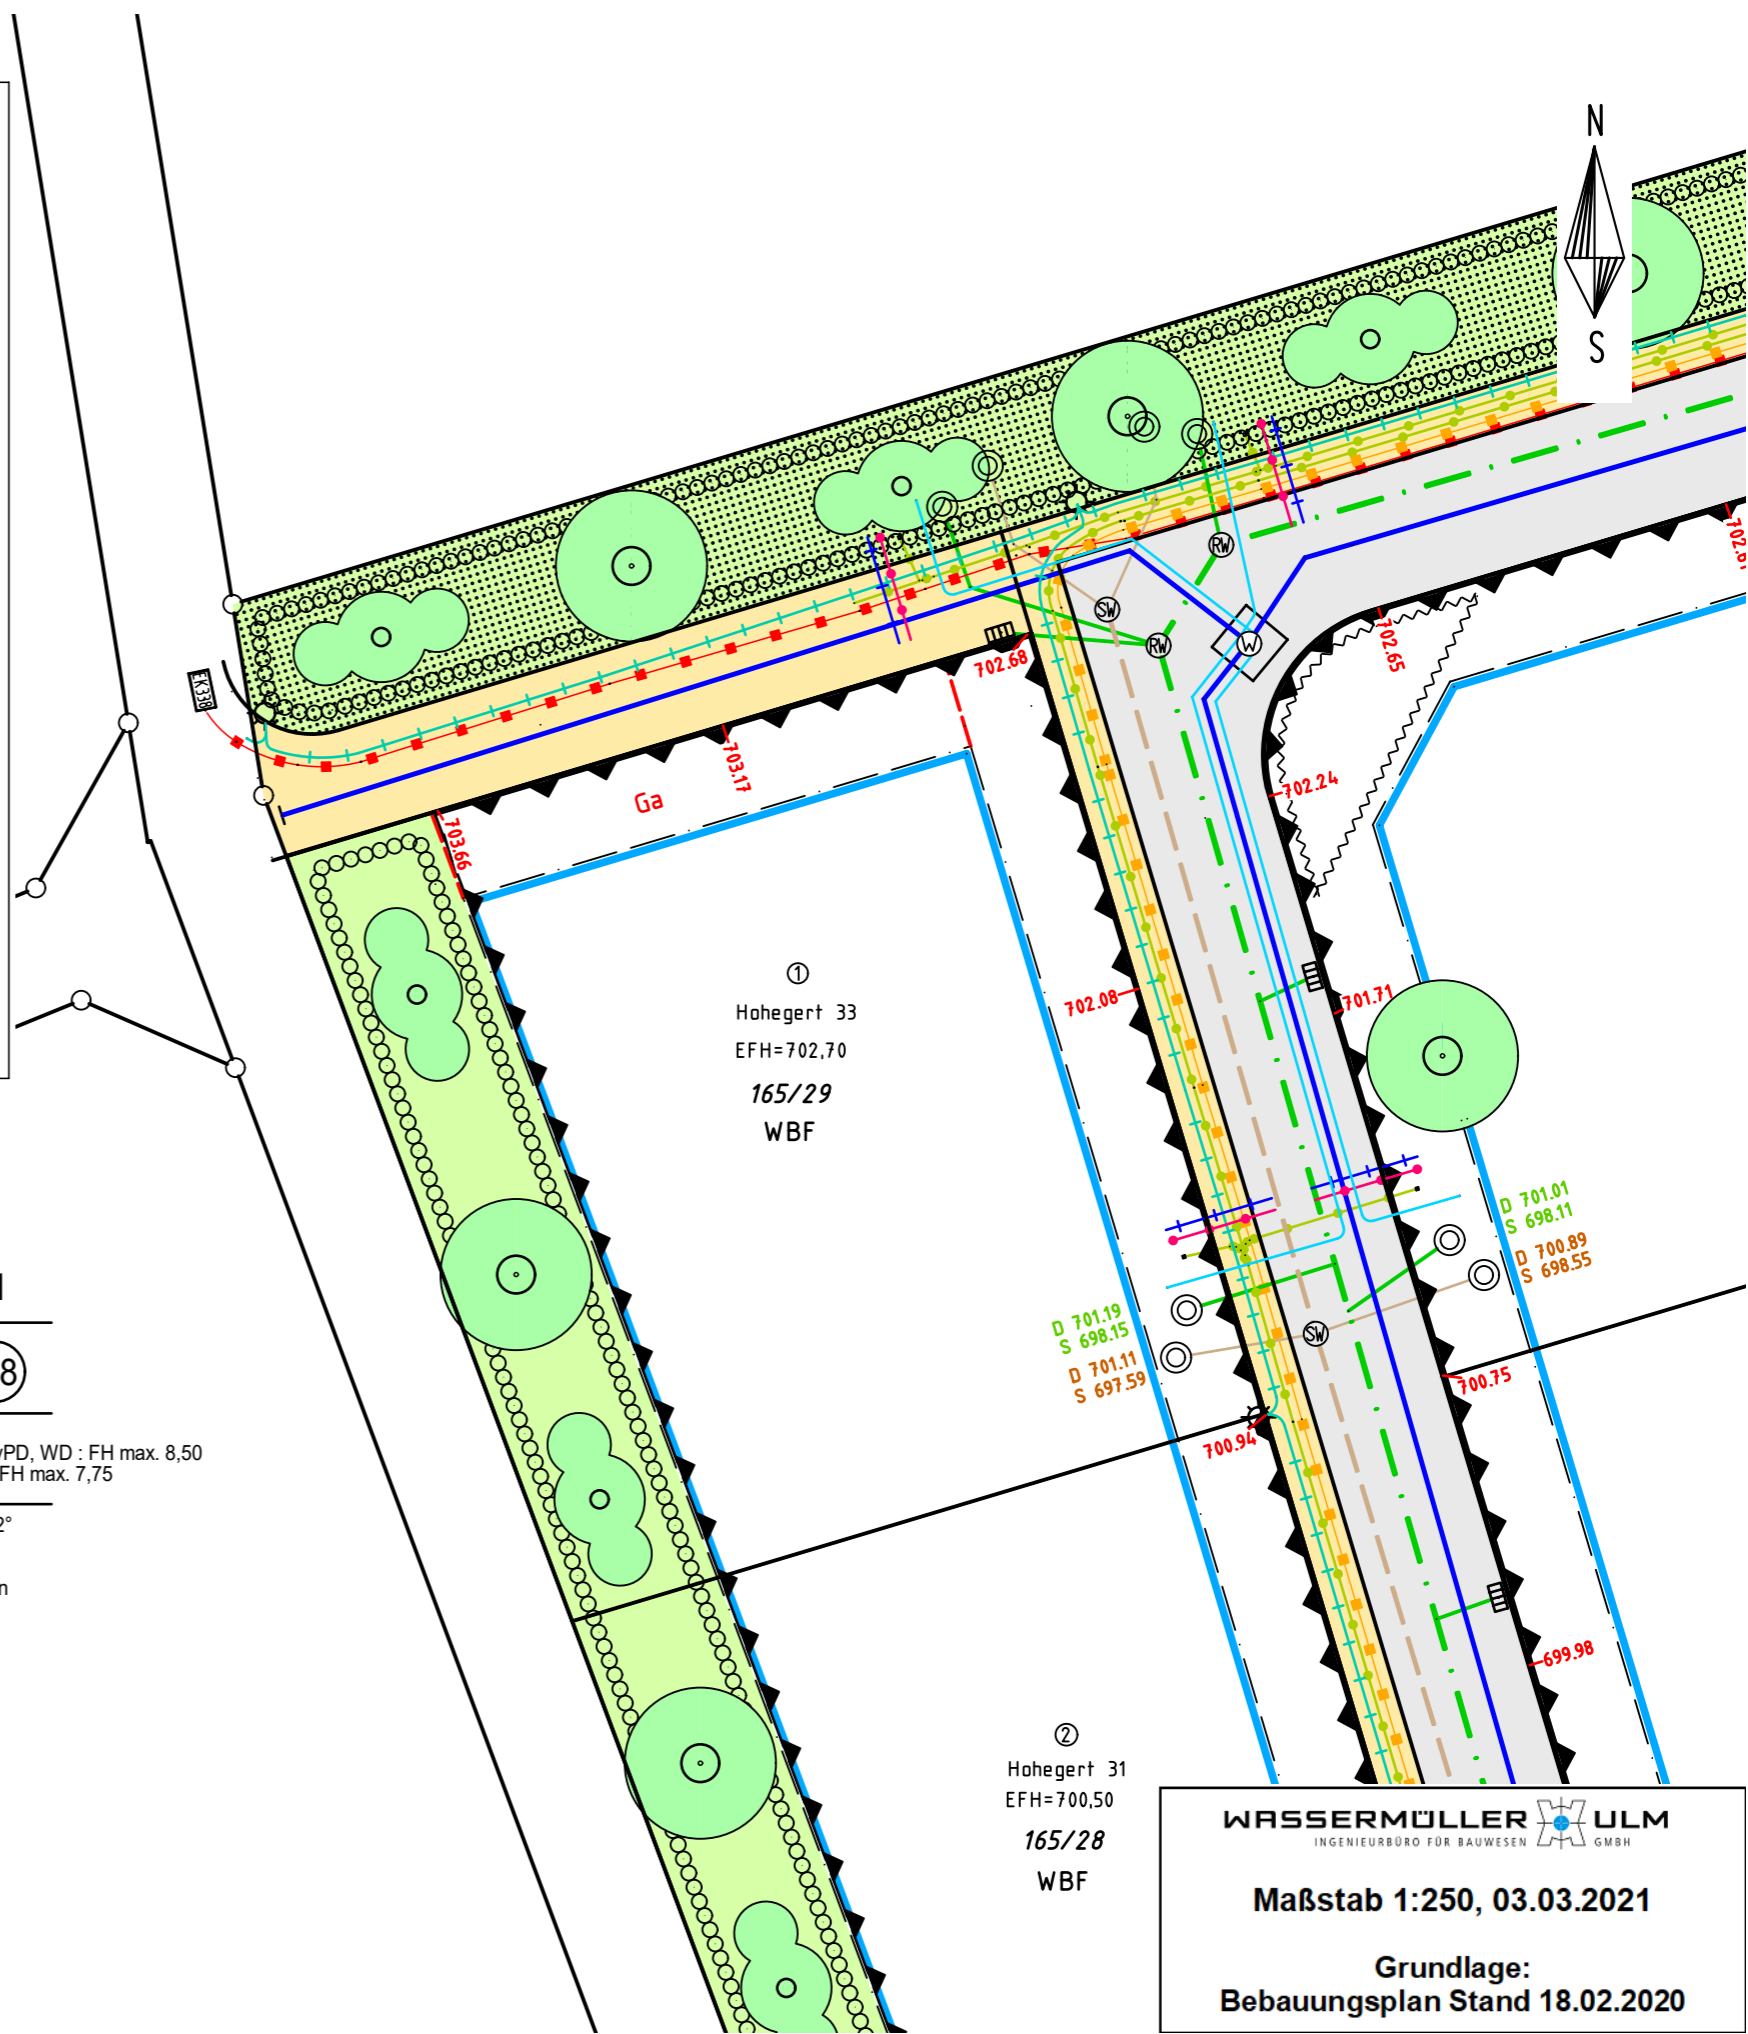 N
S
EK338
702.68
702.65
703.17
702.24
Ga
703.66
①
Hohegert 33
EFH=702,70
165/29
WBF
702.08
701.71
RW
SW
RW
W
D 701.01
S 698.11
D 700.89
S 698.55
D 701.19
S 698.15
D 701.11
S 697.59
SW
700.75
700.94
8
PD, WD : FH max. 8,50
FH max. 7,75
2°
n
699.98
②
Hohegert 31
EFH=700,50
165/28
WBF
WASSERMÜLLER ULM
INGENIEURBÜRO FÜR BAUWESEN GMBH
Maßstab 1:250, 03.03.2021
Grundlage:
Bebauungsplan Stand 18.02.2020